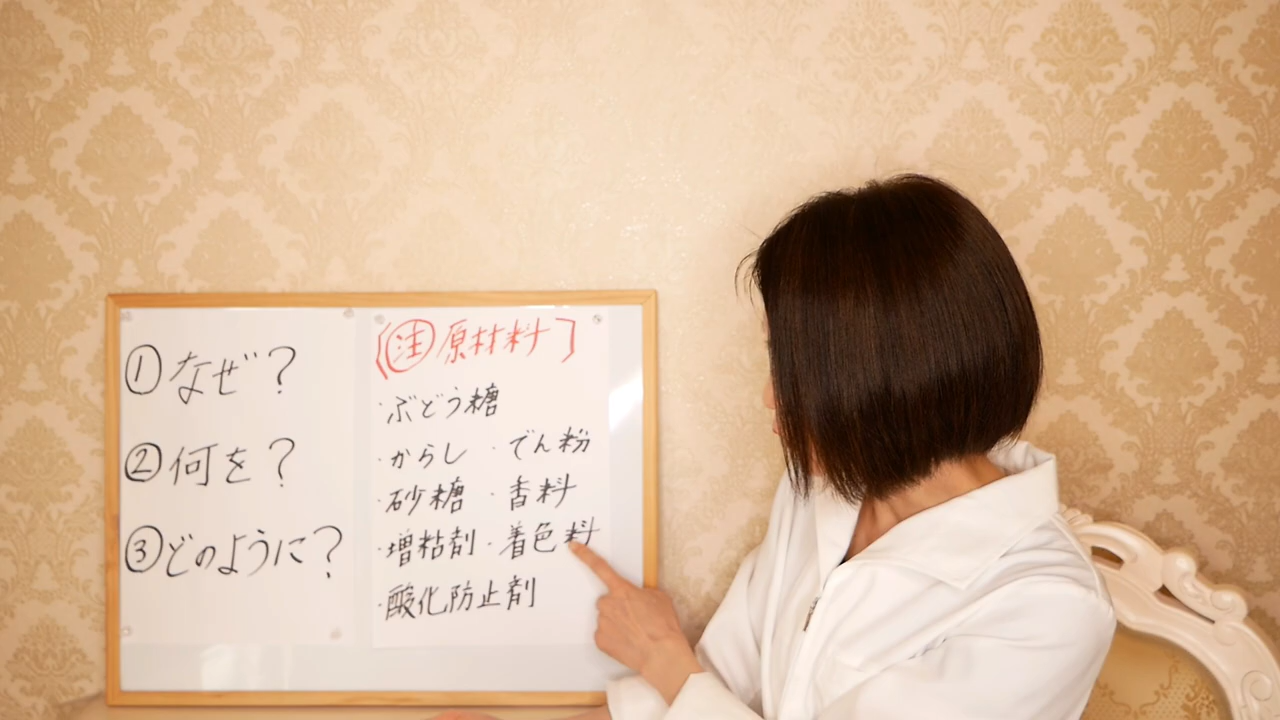 ①なぜ？
②何を？
③どのように？
〔㊟原材料〕
・ぶどう糖
・からし ・でん粉
・砂糖 ・香料
・増粘剤・着色料
・酸化防止剤